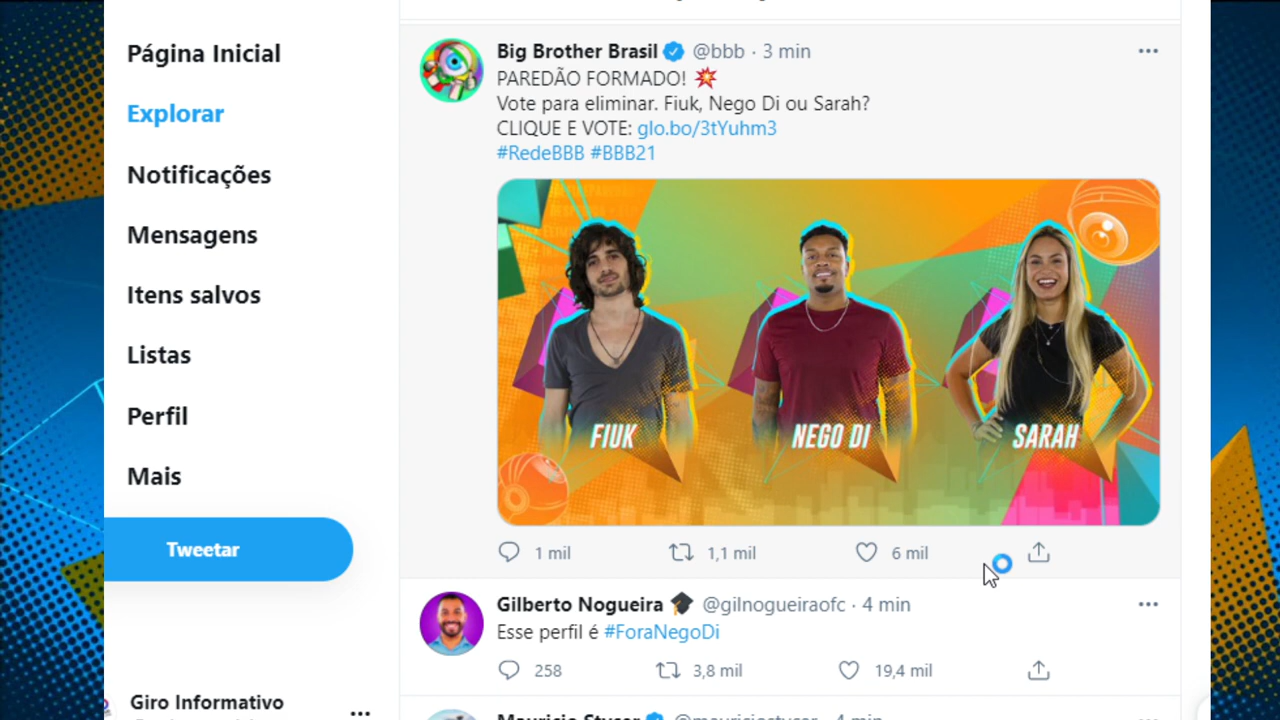 Página Inicial
Explorar
Notificações
Mensagens
Itens salvos
Listas
Perfil
Mais
Tweetar
Giro Informativo
Big Brother Brasil @bbb · 3 min
PAREDÃO FORMADO! 💥
Vote para eliminar. Fiuk, Nego Di ou Sarah?
CLIQUE E VOTE: glo.bo/3tYuhm3
#RedeBBB #BBB21
FIUK NEGO DI SARAH
1 mil 1,1 mil 6 mil
Gilberto Nogueira 🎓 @gilnogueiraofc · 4 min
Esse perfil é #ForaNegoDi
258 3,8 mil 19,4 mil
Mauricio Stycer @mauriciostycer · 4 min